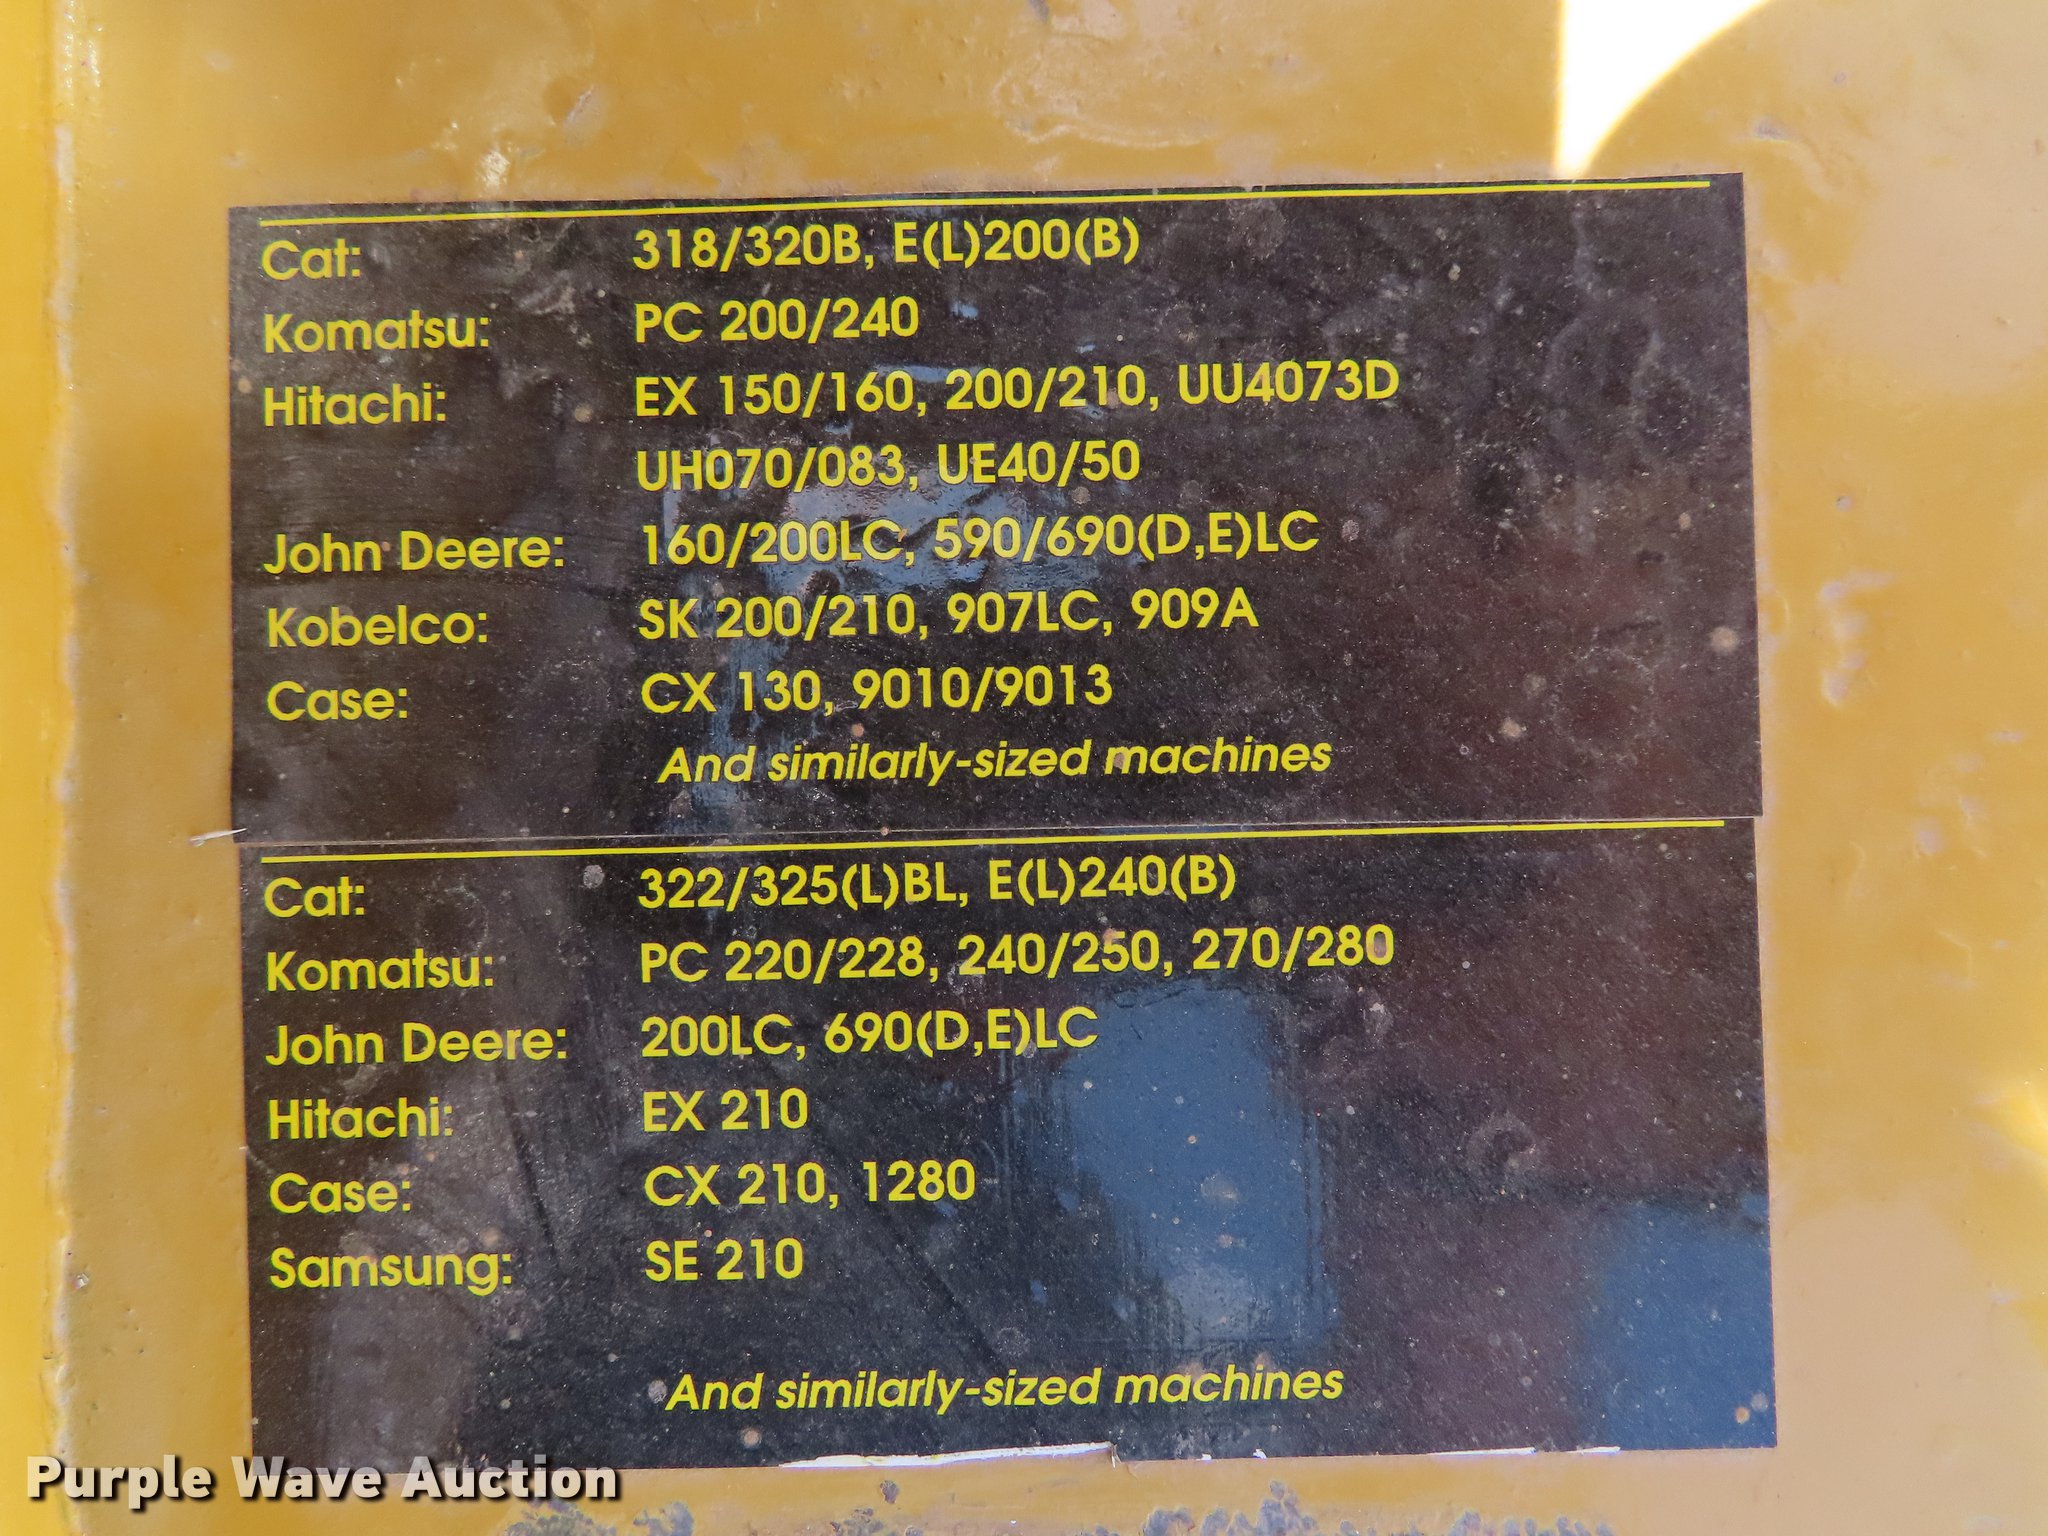 Cat: 318/320B, E(L)200(B)
Komatsu: PC 200/240
Hitachi: EX 150/160, 200/210, UU4073D
UH070/083, UE40/50
John Deere: 160/200LC, 590/690(D,E)LC
Kobelco: SK 200/210, 907LC, 909A
Case: CX 130, 9010/9013
And similarly-sized machines
Cat: 322/325(L)BL, E(L)240(B)
Komatsu: PC 220/228, 240/250, 270/280
John Deere: 200LC, 690(D,E)LC
Hitachi: EX 210
Case: CX 210, 1280
Samsung: SE 210
And similarly-sized machines
Purple Wave Auction